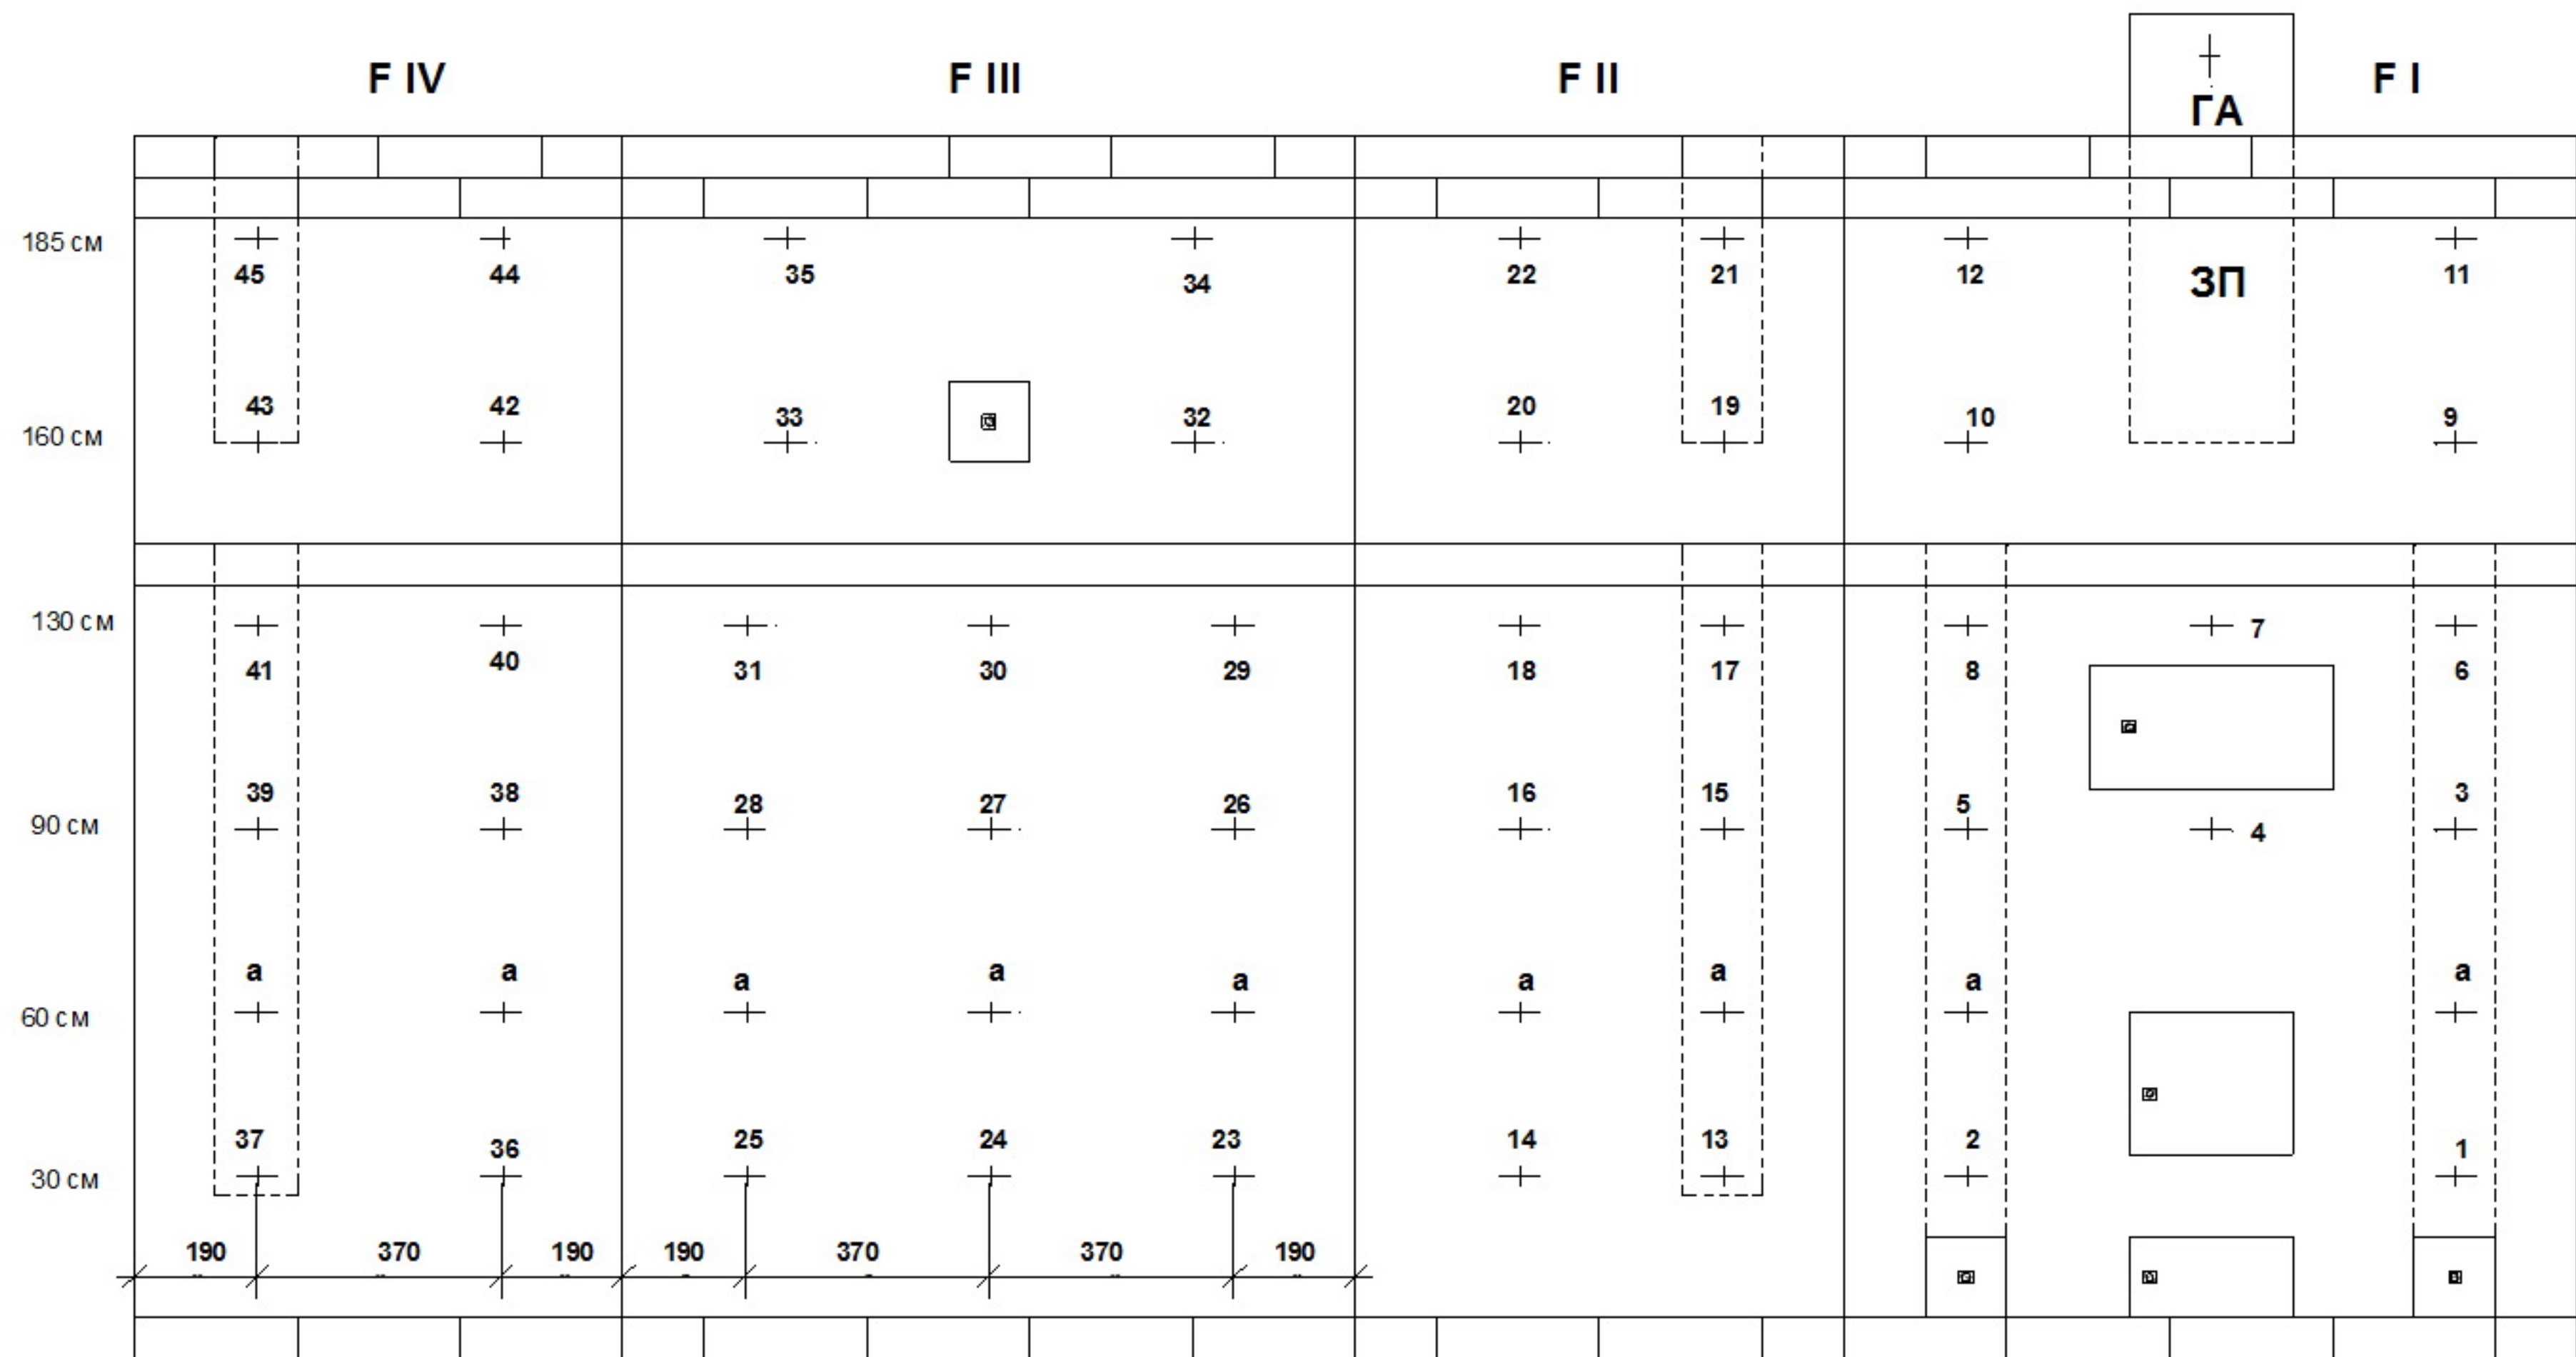 F IV F III F II F I
ГА
185 см 45 44 35 34 22 21 12 ЗП 11
43 42 33 32 20 19 10 9
160 см
130 см 7
41 40 31 30 29 18 17 8 6
39 38 28 27 26 16 15 5 3
90 см 4
а а а а а а а а а
60 см
37 36 25 24 23 14 13 2 1
30 см
190 370 190 190 370 370 190